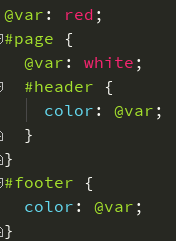 @var: red;
#page {
  @var: white;
  #header {
    color: @var;
  }
}
#footer {
  color: @var;
}